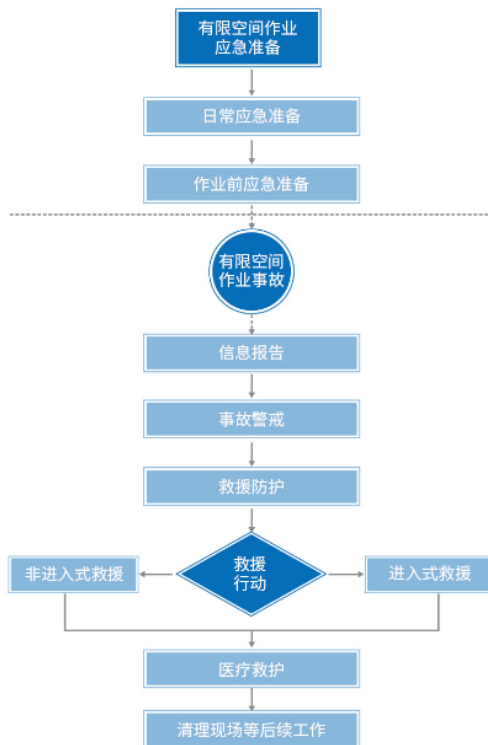 有限空间作业
应急准备
日常应急准备
作业前应急准备
有限空间
作业事故
信息报告
事故警戒
救援防护
救援
行动
非进入式救援
进入式救援
医疗救护
清理现场等后续工作